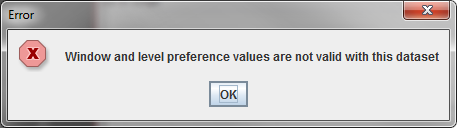 Error
Window and level preference values are not valid with this dataset
OK